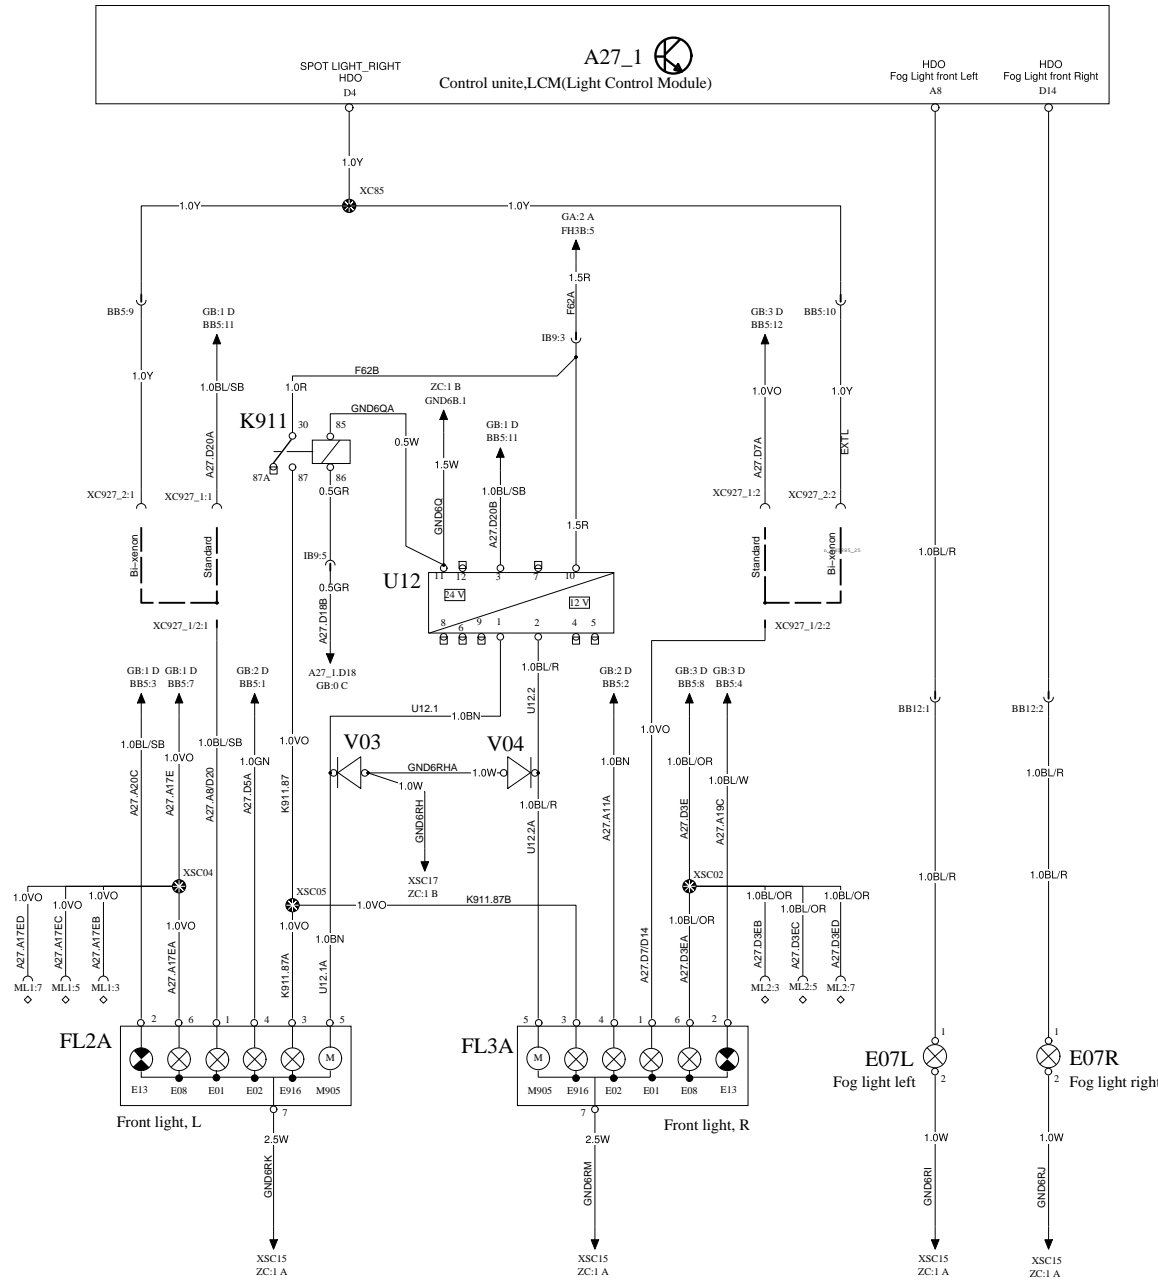 A27_1
Control unite,LCM(Light Control Module)
SPOT LIGHT_RIGHT
HDO
D4
HDO
Fog Light front Left
A8
HDO
Fog Light front Right
D14
1.0Y
XC85
1.0Y
1.0Y
GA:2 A
FH3B:5
1.5R
F62A
BB5:9
GB:1 D
BB5:11
IB9:3
GB:3 D
BB5:12
BB5:10
1.0Y
1.0BL/SB
A27.D20A
F62B
1.0R
K911
30
85
GND6QA
0.5W
87A
87
86
0.5GR
ZC:1 B
GND6B.1
1.5W
GND6Q
GB:1 D
BB5:11
1.0BL/SB
A27.D20B
1.5R
1.0VO
A27.D7A
1.0Y
EXTL
XC927_2:1
XC927_1:1
XC927_1:2
XC927_2:2
Bi-xenon
Standard
IB9:5
0.5GR
A27.D18B
Standard
Bi-xenon
1.0BL/R
U12
11
12
3
7
10
24 V
12 V
8
6
9
1
2
4
5
XC927_1/2:1
XC927_1/2:2
GB:1 D
BB5:3
GB:1 D
BB5:7
GB:2 D
BB5:1
A27_1.D18
GB:0 C
1.0BL/R
U12.2
GB:2 D
BB5:2
GB:3 D
BB5:8
GB:3 D
BB5:4
U12.1
1.0BN
BB12:1
BB12:2
1.0BL/SB
A27.A20C
1.0VO
A27.A17E
1.0BL/SB
A27.A8/D20
1.0GN
A27.D5A
1.0VO
K911.87
V03
GND6RHA
1.0W
V04
1.0W
GND6RH
1.0BL/R
U12.2A
1.0BN
A27.A11A
1.0VO
1.0BL/OR
A27.D3E
1.0BL/W
A27.A19C
1.0BL/R
1.0BL/R
XSC17
ZC:1 B
XSC04
XSC05
XSC02
1.0VO
1.0VO
1.0VO
1.0VO
K911.87B
1.0VO
1.0VO
1.0BN
1.0BL/OR
1.0BL/OR
1.0BL/OR
1.0BL/OR
1.0BL/R
1.0BL/R
A27.A17ED
A27.A17EC
A27.A17EB
A27.A17EA
K911.87A
U12.1A
A27.D7/D14
A27.D3EA
A27.D3EB
A27.D3EC
A27.D3ED
ML1:7
ML1:5
ML1:3
ML2:3
ML2:5
ML2:7
FL2A
2
6
1
4
3
5
M
E13
E08
E01
E02
E916
M905
7
Front light, L
FL3A
5
3
4
1
6
2
M
M905
E916
E02
E01
E08
E13
7
Front light, R
1
E07L
2
Fog light left
1
E07R
2
Fog light right
2.5W
GND6RK
2.5W
GND6RM
1.0W
GND6RI
1.0W
GND6RJ
XSC15
ZC:1 A
XSC15
ZC:1 A
XSC15
ZC:1 A
XSC15
ZC:1 A